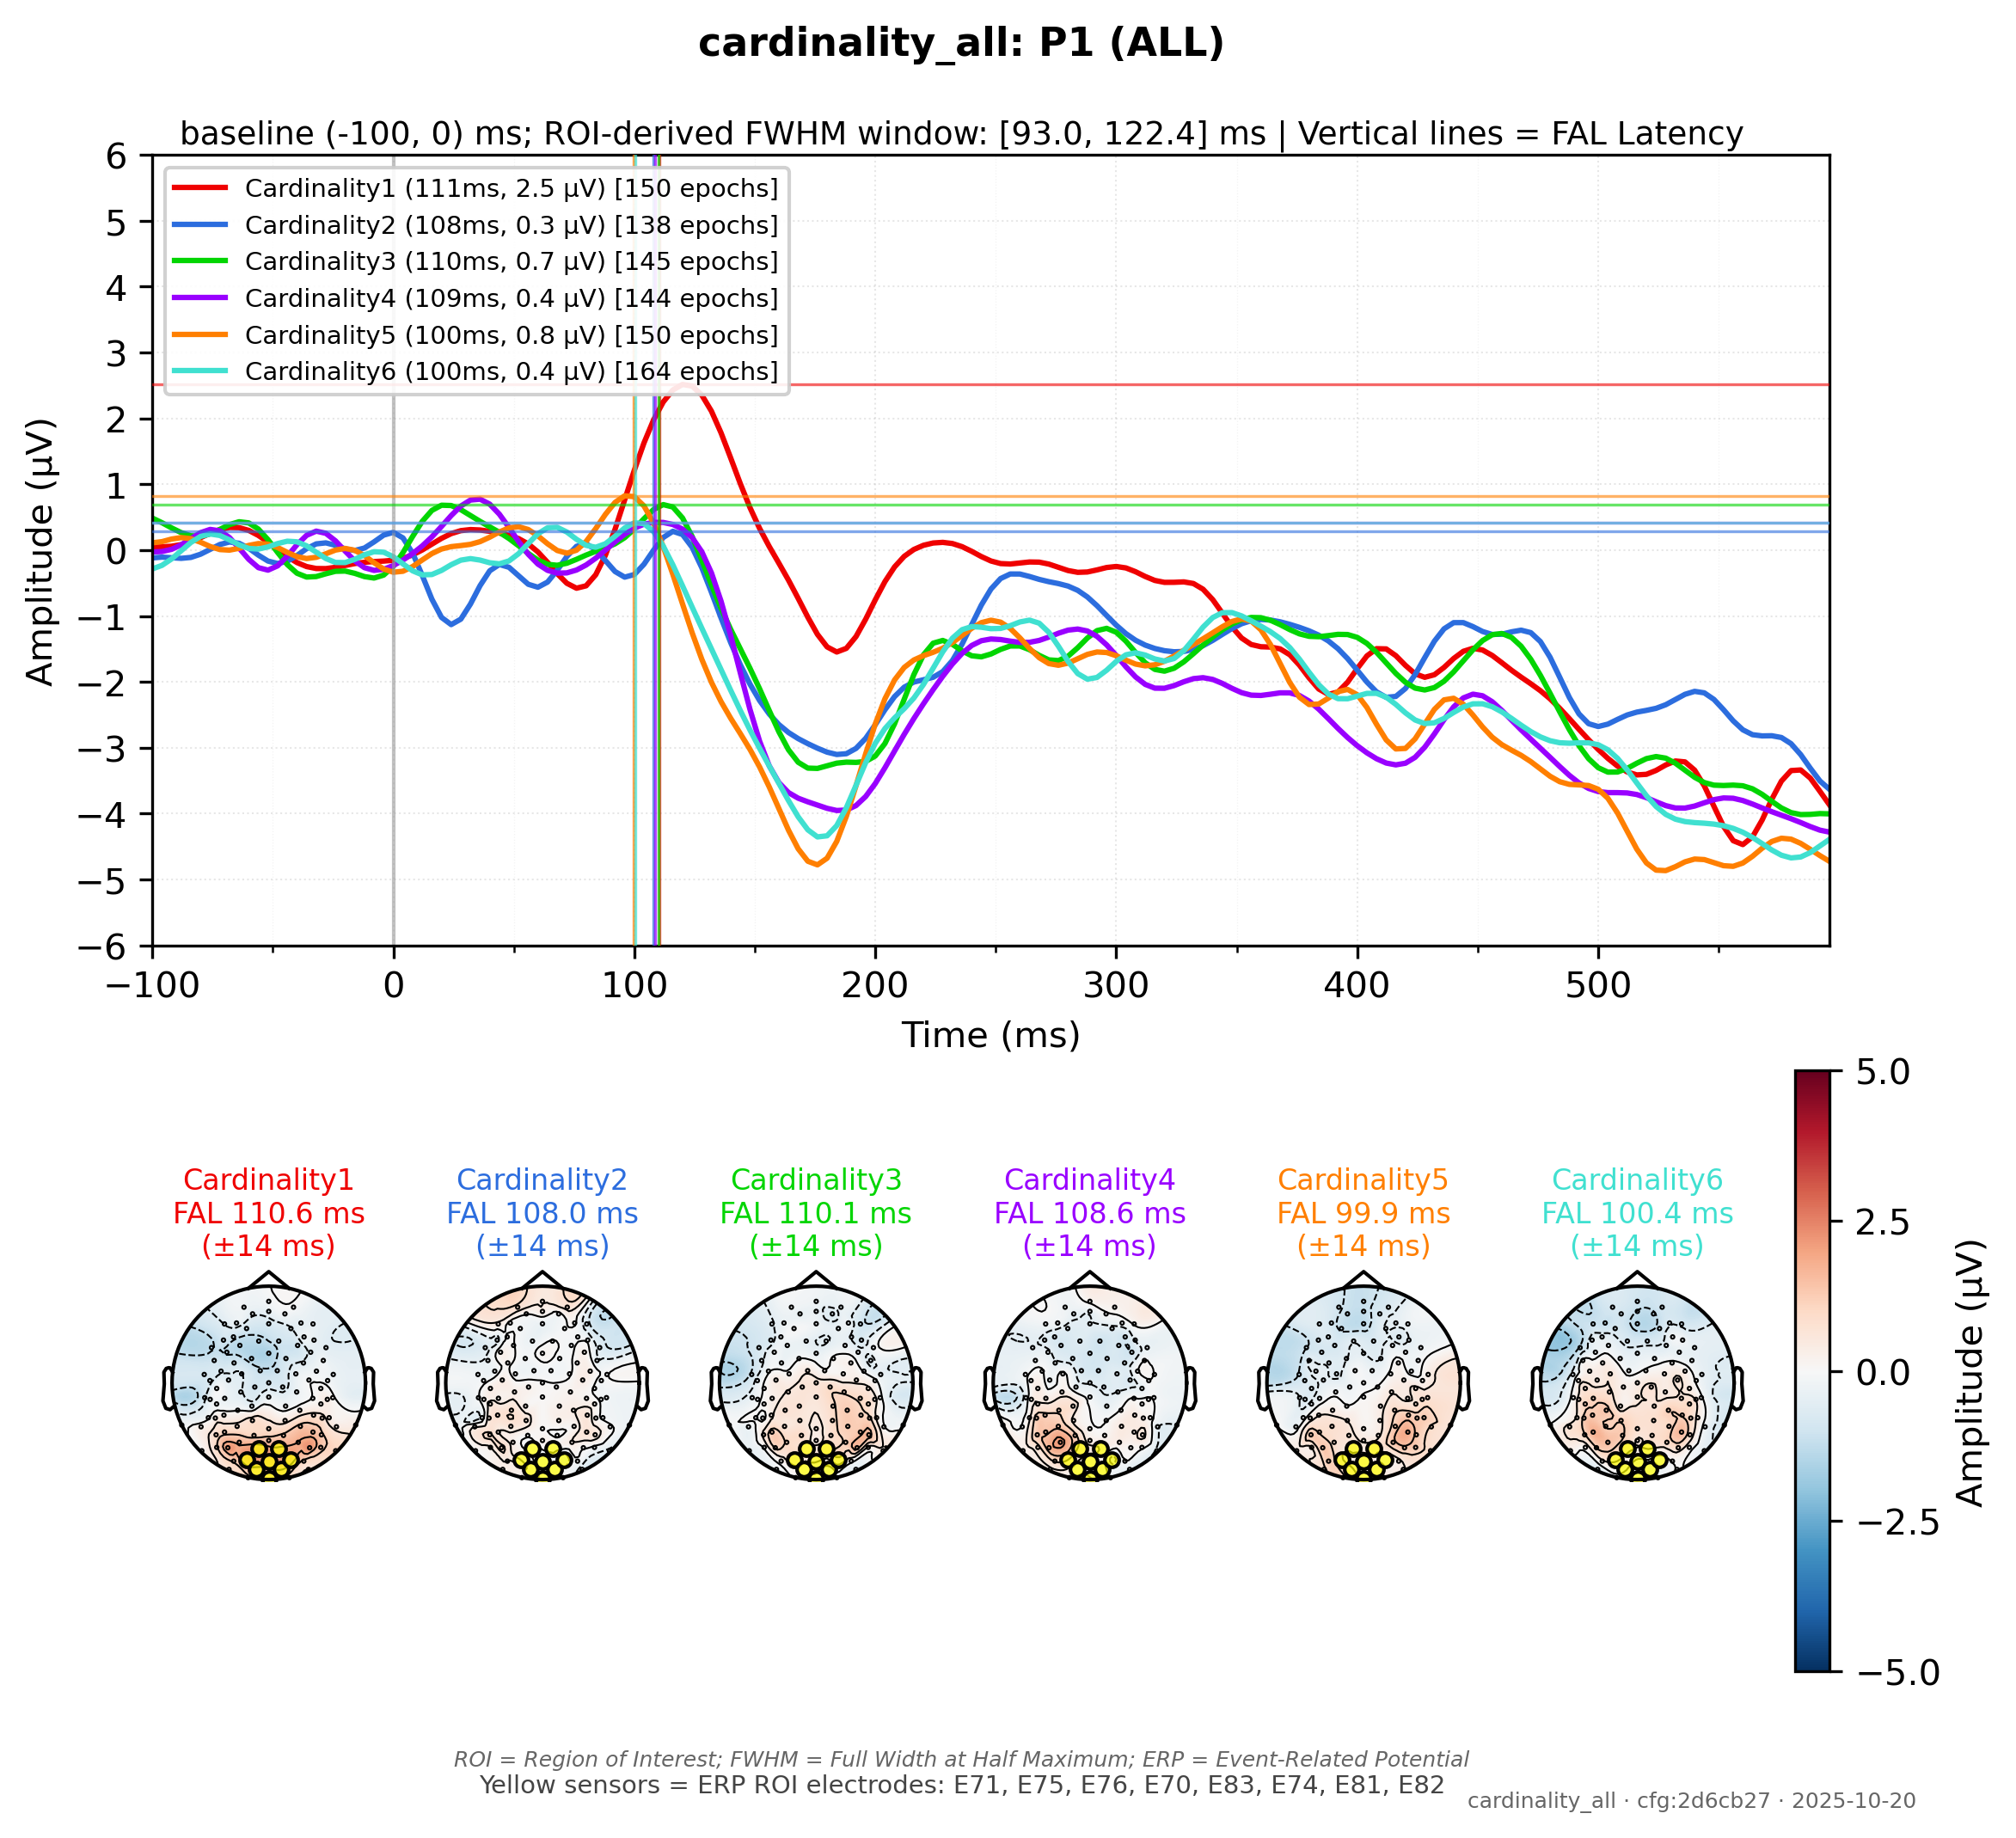 cardinality_all: P1 (ALL)
baseline (-100, 0) ms; ROI-derived FWHM window: [93.0, 122.4] ms | Vertical lines = FAL Latency
Cardinality1 (111ms, 2.5 µV) [150 epochs]
Cardinality2 (108ms, 0.3 µV) [138 epochs]
Cardinality3 (110ms, 0.7 µV) [145 epochs]
Cardinality4 (109ms, 0.4 µV) [144 epochs]
Cardinality5 (100ms, 0.8 µV) [150 epochs]
Cardinality6 (100ms, 0.4 µV) [164 epochs]
6
5
4
3
2
1
0
−1
−2
−3
−4
−5
−6
Amplitude (µV)
−100 0 100 200 300 400 500
Time (ms)
Cardinality1 Cardinality2 Cardinality3 Cardinality4 Cardinality5 Cardinality6
FAL 110.6 ms FAL 108.0 ms FAL 110.1 ms FAL 108.6 ms FAL 99.9 ms FAL 100.4 ms
(±14 ms) (±14 ms) (±14 ms) (±14 ms) (±14 ms) (±14 ms)
5.0
2.5
0.0
−2.5
−5.0
Amplitude (µV)
ROI = Region of Interest; FWHM = Full Width at Half Maximum; ERP = Event-Related Potential
Yellow sensors = ERP ROI electrodes: E71, E75, E76, E70, E83, E74, E81, E82
cardinality_all · cfg:2d6cb27 · 2025-10-20